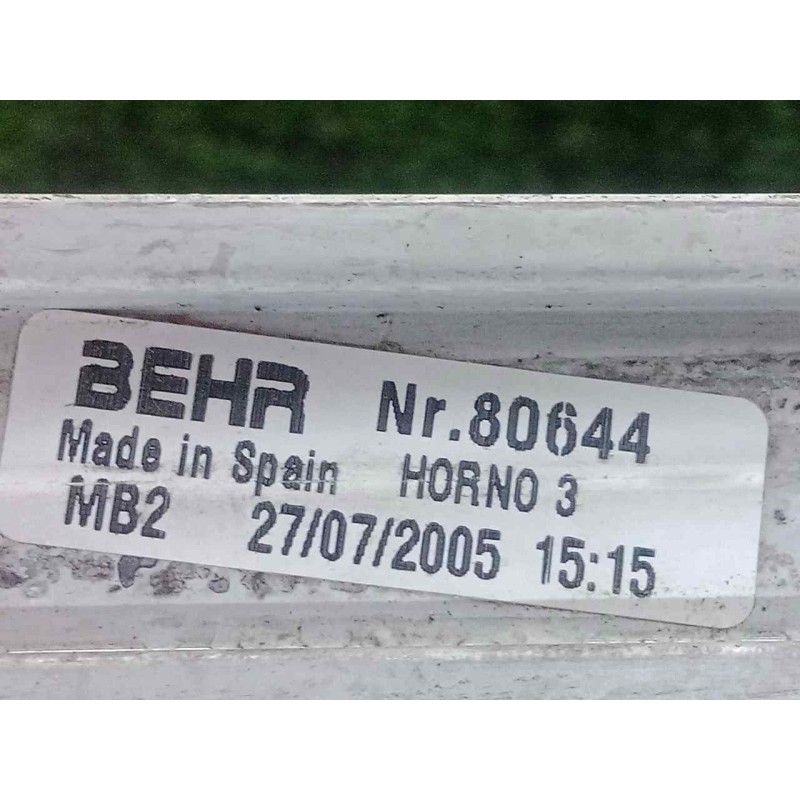 BEHR Nr.80644
Made in Spain HORNO 3
MB2 27/07/2005 15:15